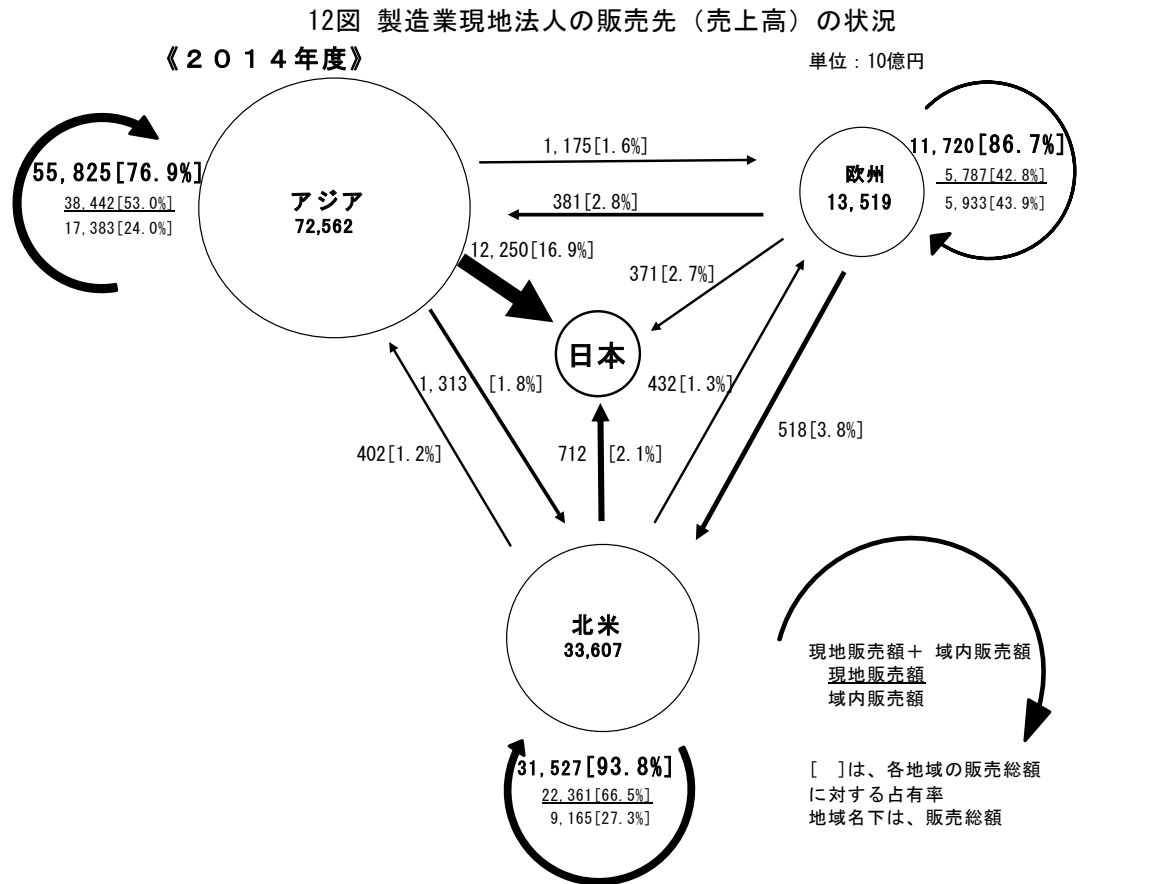 12図 製造業現地法人の販売先（売上高）の状況
《２０１４年度》
単位：10億円
55,825[76.9%]
38,442[53.0%]
17,383[24.0%]
アジア
72,562
1,175[1.6%]
381[2.8%]
欧州
13,519
11,720[86.7%]
5,787[42.8%]
5,933[43.9%]
12,250[16.9%]
371[2.7%]
日本
1,313 [1.8%]
432[1.3%]
402[1.2%]
712 [2.1%]
518[3.8%]
北米
33,607
31,527[93.8%]
22,361[66.5%]
9,165[27.3%]
現地販売額＋ 域内販売額
現地販売額
域内販売額
[ ]は、各地域の販売総額
に対する占有率
地域名下は、販売総額